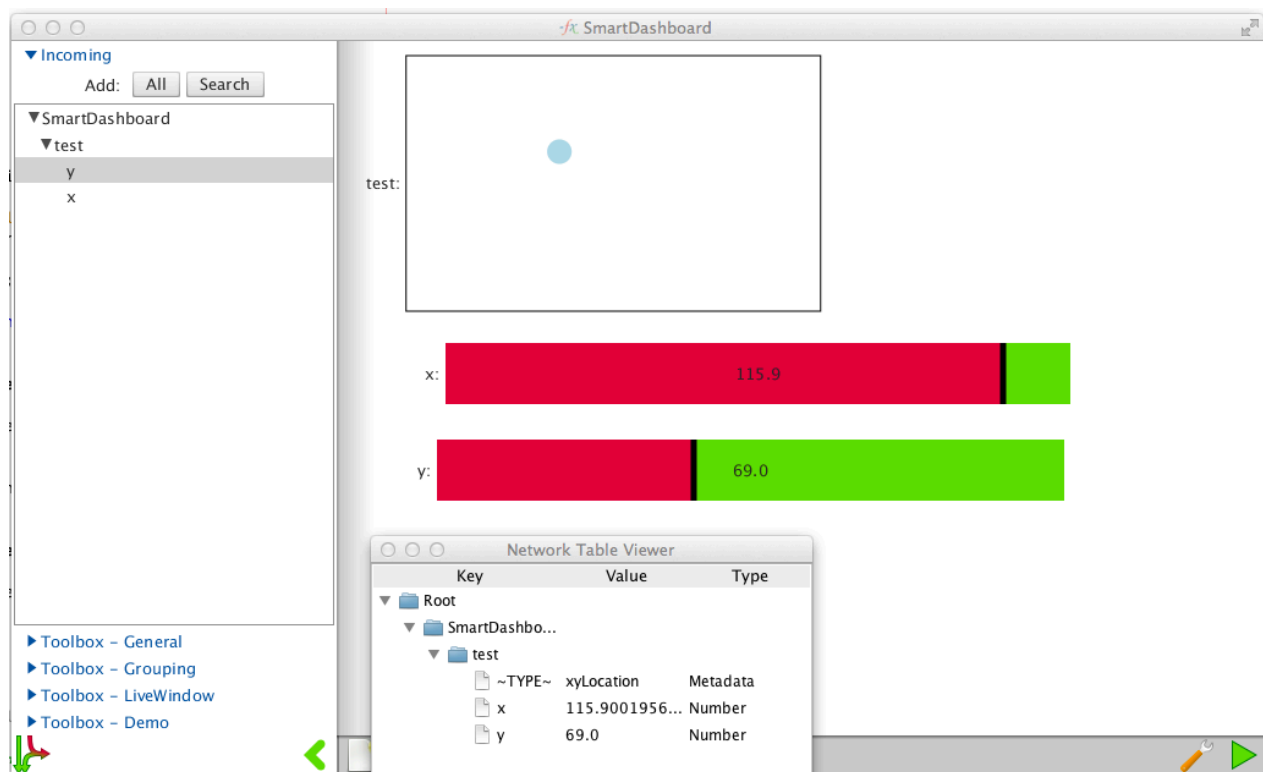 SmartDashboard
Incoming
Add: All Search
SmartDashboard
test
y
x
Toolbox – General
Toolbox – Grouping
Toolbox – LiveWindow
Toolbox – Demo
test:
x: 115.9
y: 69.0
Network Table Viewer
Key Value Type
Root
SmartDashbo...
test
~TYPE~ xyLocation Metadata
x 115.9001956... Number
y 69.0 Number